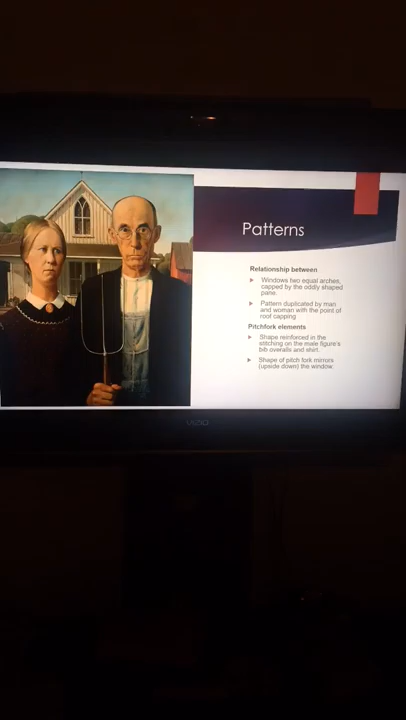 Patterns
Relationship between
Windows two equal arches,
capped by the oddly shaped
pane.
Pattern duplicated by man
and woman with the point of
roof capping
Pitchfork elements
Shape reinforced in the
stitching on the male figure's
bib overalls and shirt.
Shape of pitch fork mirrors
(upside down) the window.
VIZIO